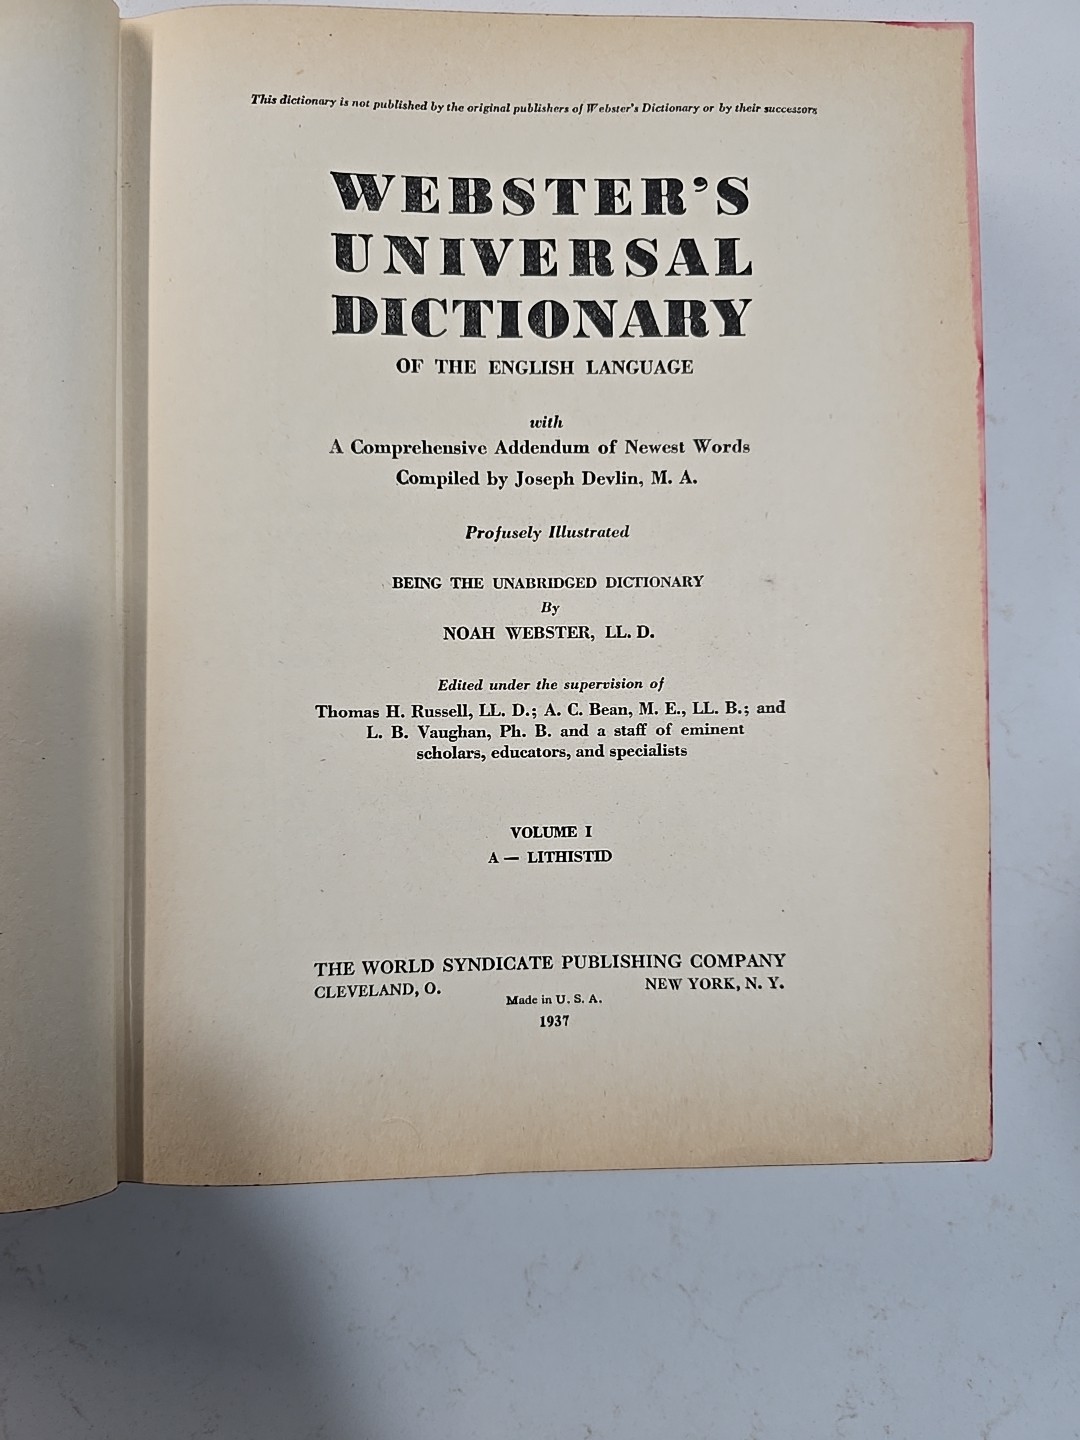 This dictionary is not published by the original publishers of Webster's Dictionary or by their successors
WEBSTER'S
UNIVERSAL
DICTIONARY
OF THE ENGLISH LANGUAGE
with
A Comprehensive Addendum of Newest Words
Compiled by Joseph Devlin, M. A.
Profusely Illustrated
BEING THE UNABRIDGED DICTIONARY
By
NOAH WEBSTER, LL. D.
Edited under the supervision of
Thomas H. Russell, LL. D.; A. C. Bean, M. E., LL. B.; and
L. B. Vaughan, Ph. B. and a staff of eminent
scholars, educators, and specialists
VOLUME I
A — LITHISTID
THE WORLD SYNDICATE PUBLISHING COMPANY
CLEVELAND, O. NEW YORK, N. Y.
Made in U. S. A.
1937